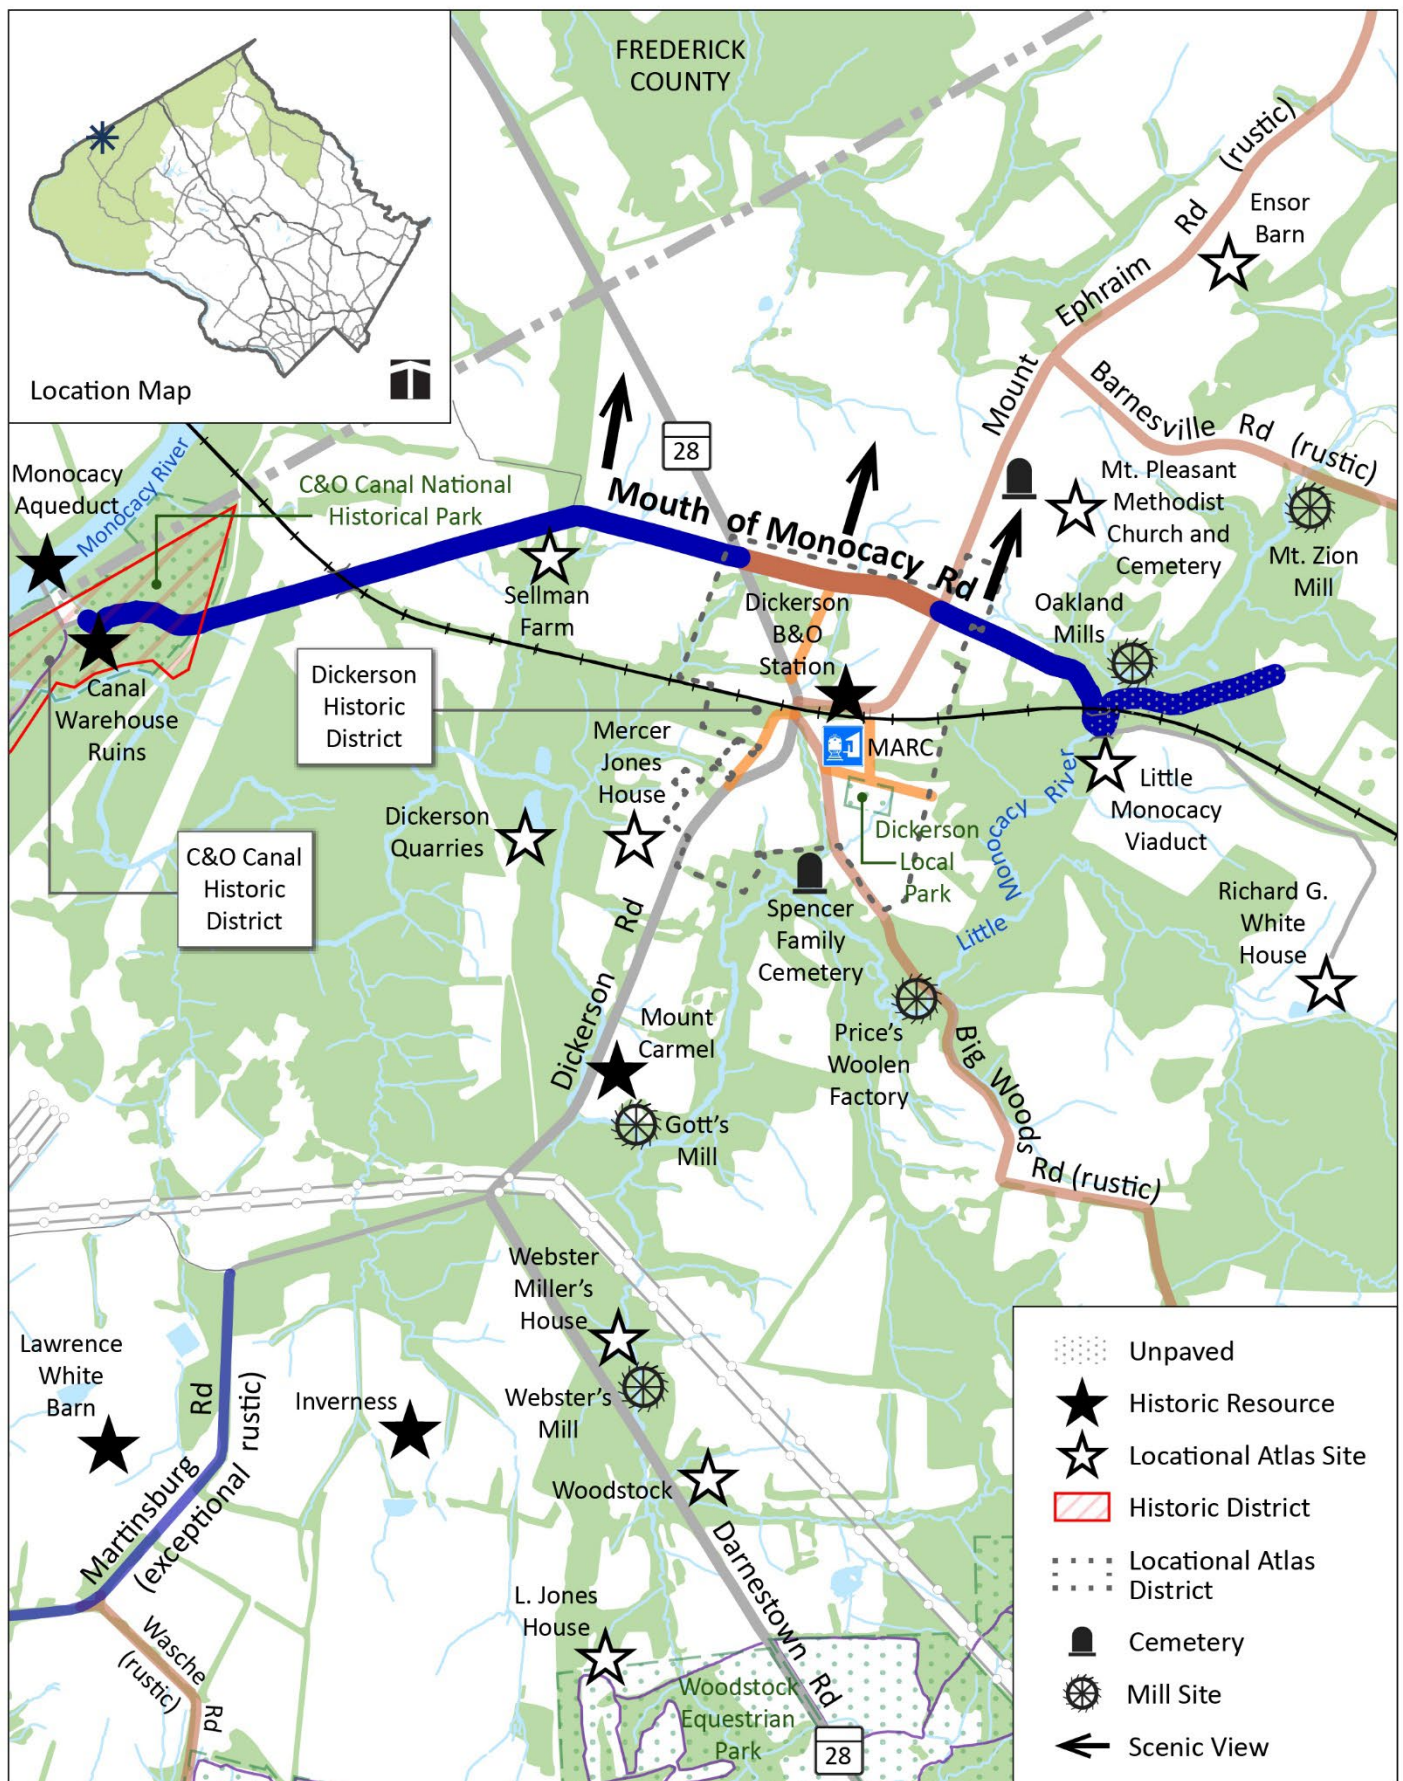 FREDERICK
COUNTY
Location Map
28
Mount Ephraim Rd (rustic)
Ensor
Barn
Barnesville Rd (rustic)
Monocacy
Aqueduct
Monocacy River
C&O Canal National
Historical Park
Mouth of Monocacy Rd
Mt. Pleasant
Methodist
Church and
Cemetery
Mt. Zion
Mill
Sellman
Farm
Dickerson
B&O
Station
Oakland
Mills
Canal
Warehouse
Ruins
Dickerson
Historic
District
Mercer
Jones
House
MARC
Little
Monocacy
Viaduct
Dickerson
Quarries
Dickerson
Local
Park
Little Monocacy River
C&O Canal
Historic
District
Spencer
Family
Cemetery
Richard G.
White
House
Dickerson Rd
Mount
Carmel
Price's
Woolen
Factory
Big Woods Rd (rustic)
Gott's
Mill
Webster
Miller's
House
Lawrence
White
Barn
Martinsburg Rd
(exceptional rustic)
Inverness
Webster's
Mill
Woodstock
Darnestown Rd
L. Jones
House
Wasche Rd
(rustic)
Woodstock
Equestrian
Park
28
Unpaved
Historic Resource
Locational Atlas Site
Historic District
Locational Atlas
District
Cemetery
Mill Site
Scenic View